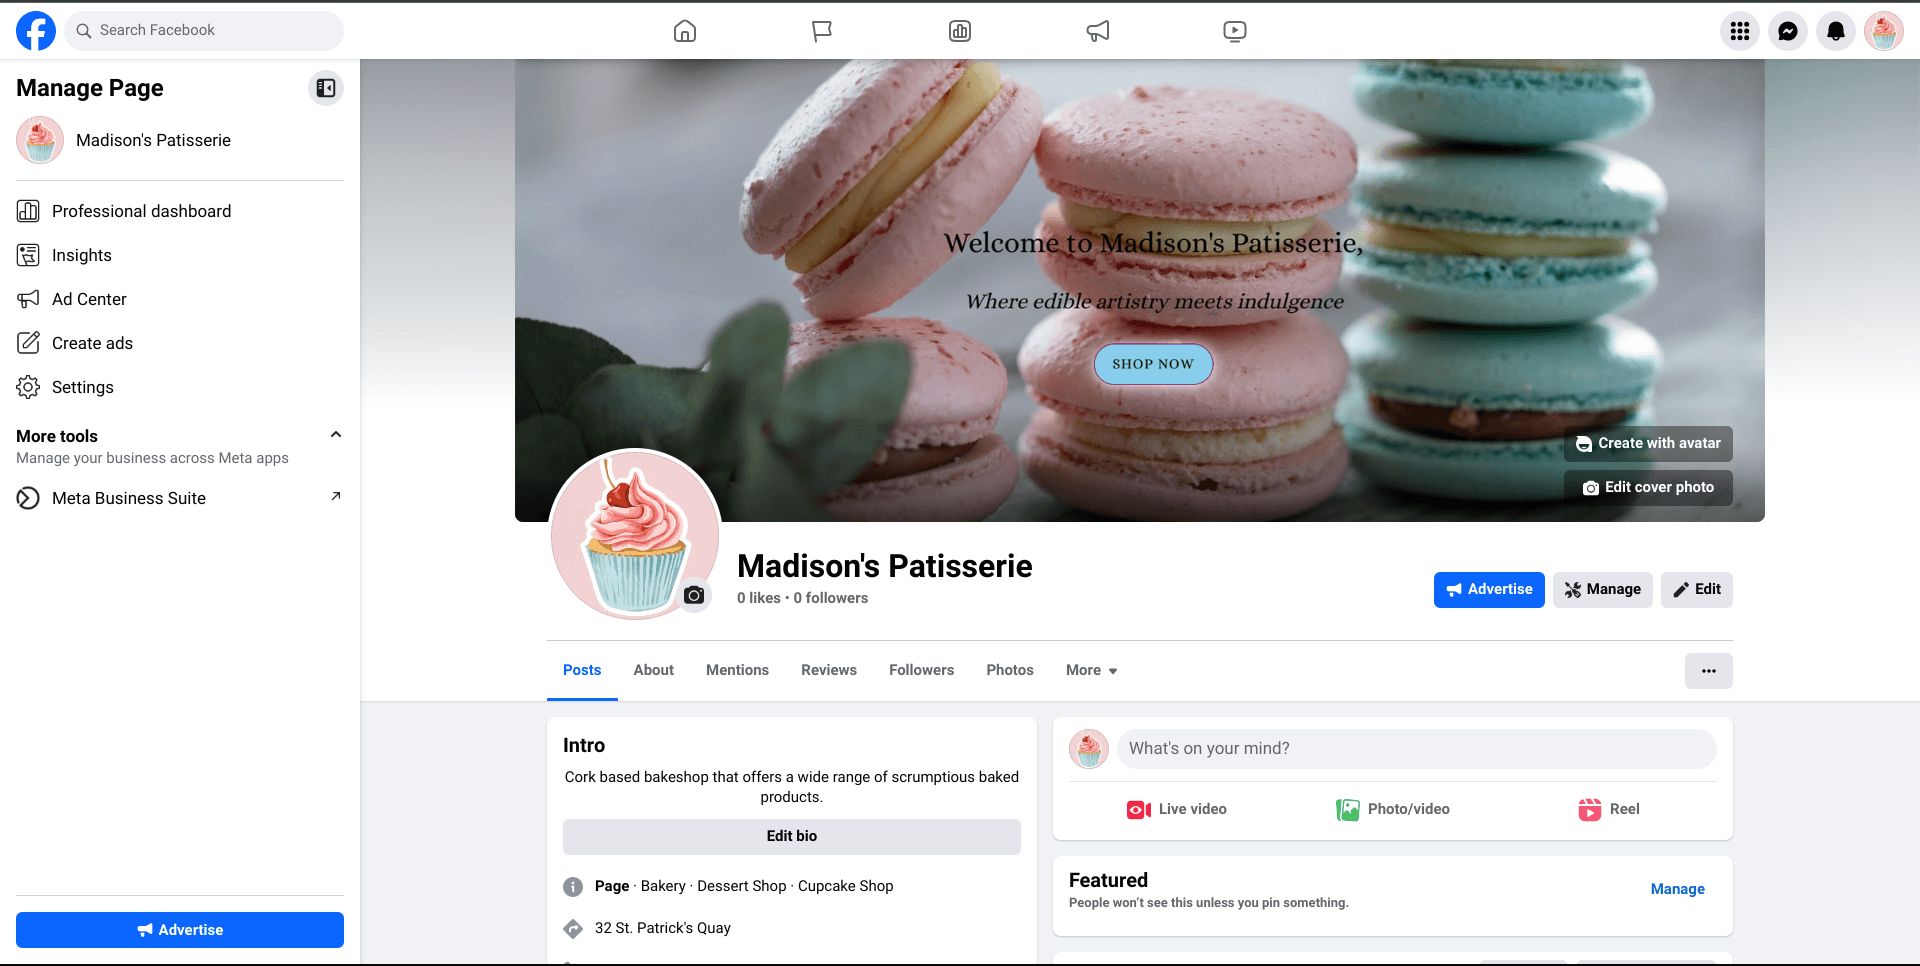 Search Facebook
Manage Page
Madison's Patisserie
Professional dashboard
Insights
Ad Center
Create ads
Settings
More tools
Manage your business across Meta apps
Meta Business Suite
Advertise
Welcome to Madison's Patisserie,
Where edible artistry meets indulgence
SHOP NOW
Create with avatar
Edit cover photo
Madison's Patisserie
0 likes • 0 followers
Advertise
Manage
Edit
Posts
About
Mentions
Reviews
Followers
Photos
More
Intro
Cork based bakeshop that offers a wide range of scrumptious baked
products.
Edit bio
Page · Bakery · Dessert Shop · Cupcake Shop
32 St. Patrick's Quay
What's on your mind?
Live video
Photo/video
Reel
Featured
People won't see this unless you pin something.
Manage